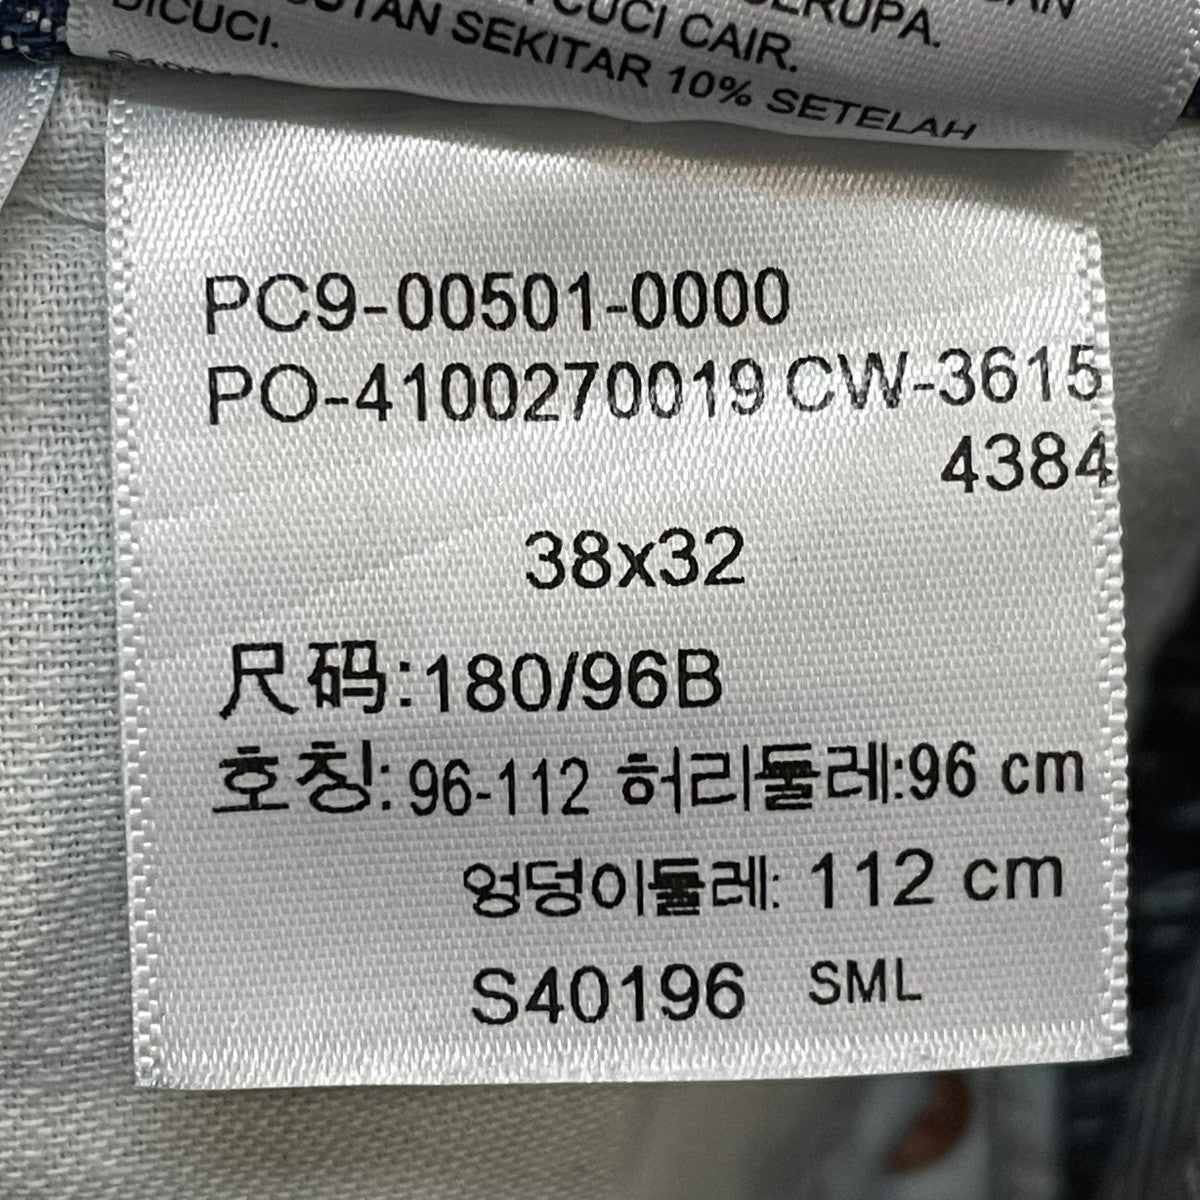 ERUPA.
CUCI CAIR.
DICUCI.
SEKITAR 10% SETELAH
PC9-00501-0000
PO-4100270019 CW-3615
4384
38x32
尺码:180/96B
호칭: 96-112 허리둘레:96 cm
엉덩이둘레: 112 cm
S40196 SML